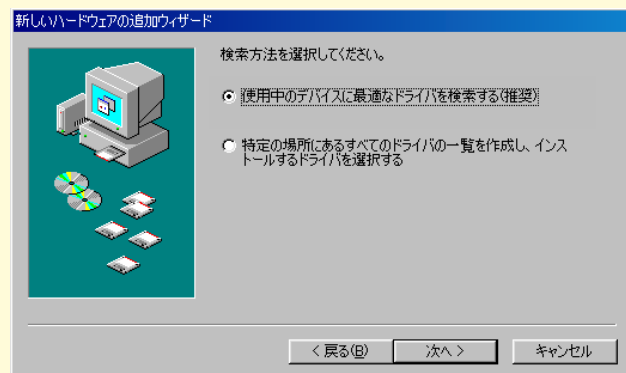 新しいハードウェアの追加ウィザード
検索方法を選択してください。
使用中のデバイスに最適なドライバを検索する(推奨)
特定の場所にあるすべてのドライバの一覧を作成し、インス
トールするドライバを選択する
< 戻る(B)
次へ >
キャンセル